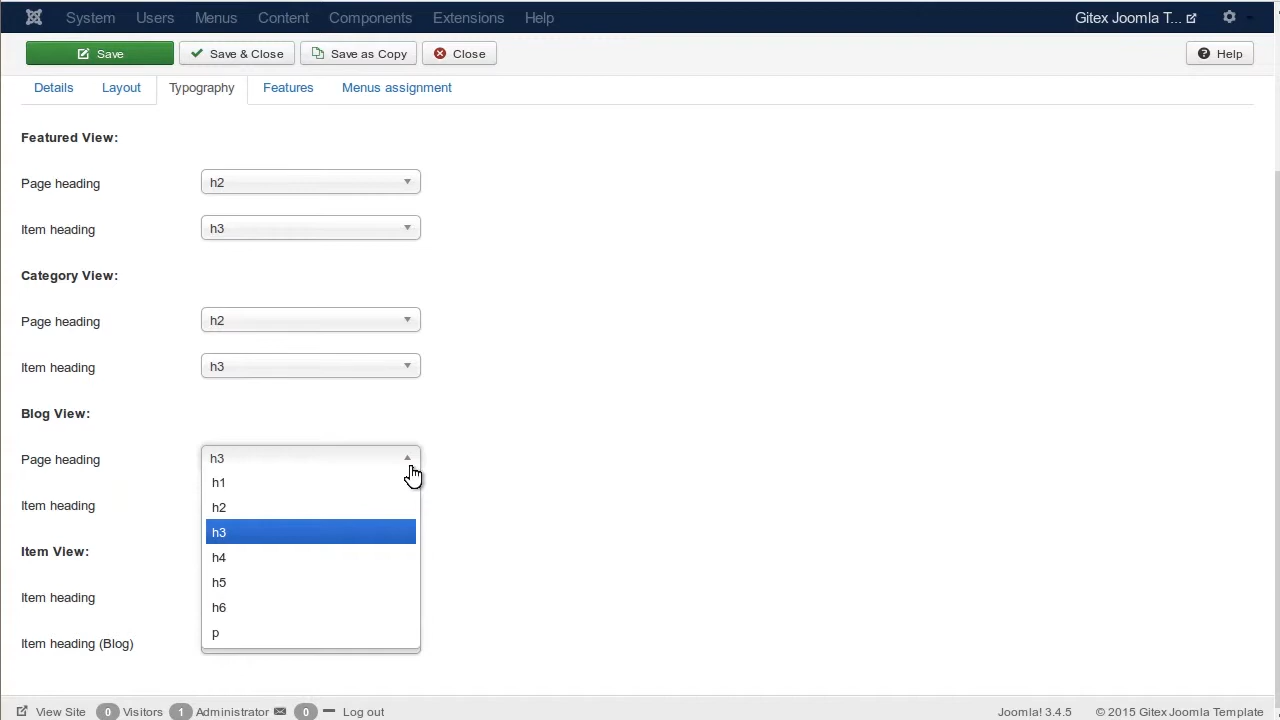 System Users Menus Content Components Extensions Help Gitex Joomla T...
Save Save & Close Save as Copy Close Help
Details Layout Typography Features Menus assignment
Featured View:
Page heading h2
Item heading h3
Category View:
Page heading h2
Item heading h3
Blog View:
Page heading h3
h1
Item heading h2
h3
Item View:
h4
h5
Item heading
h6
p
Item heading (Blog)
View Site 0 Visitors 1 Administrator 0 Log out Joomla! 3.4.5 © 2015 Gitex Joomla Template